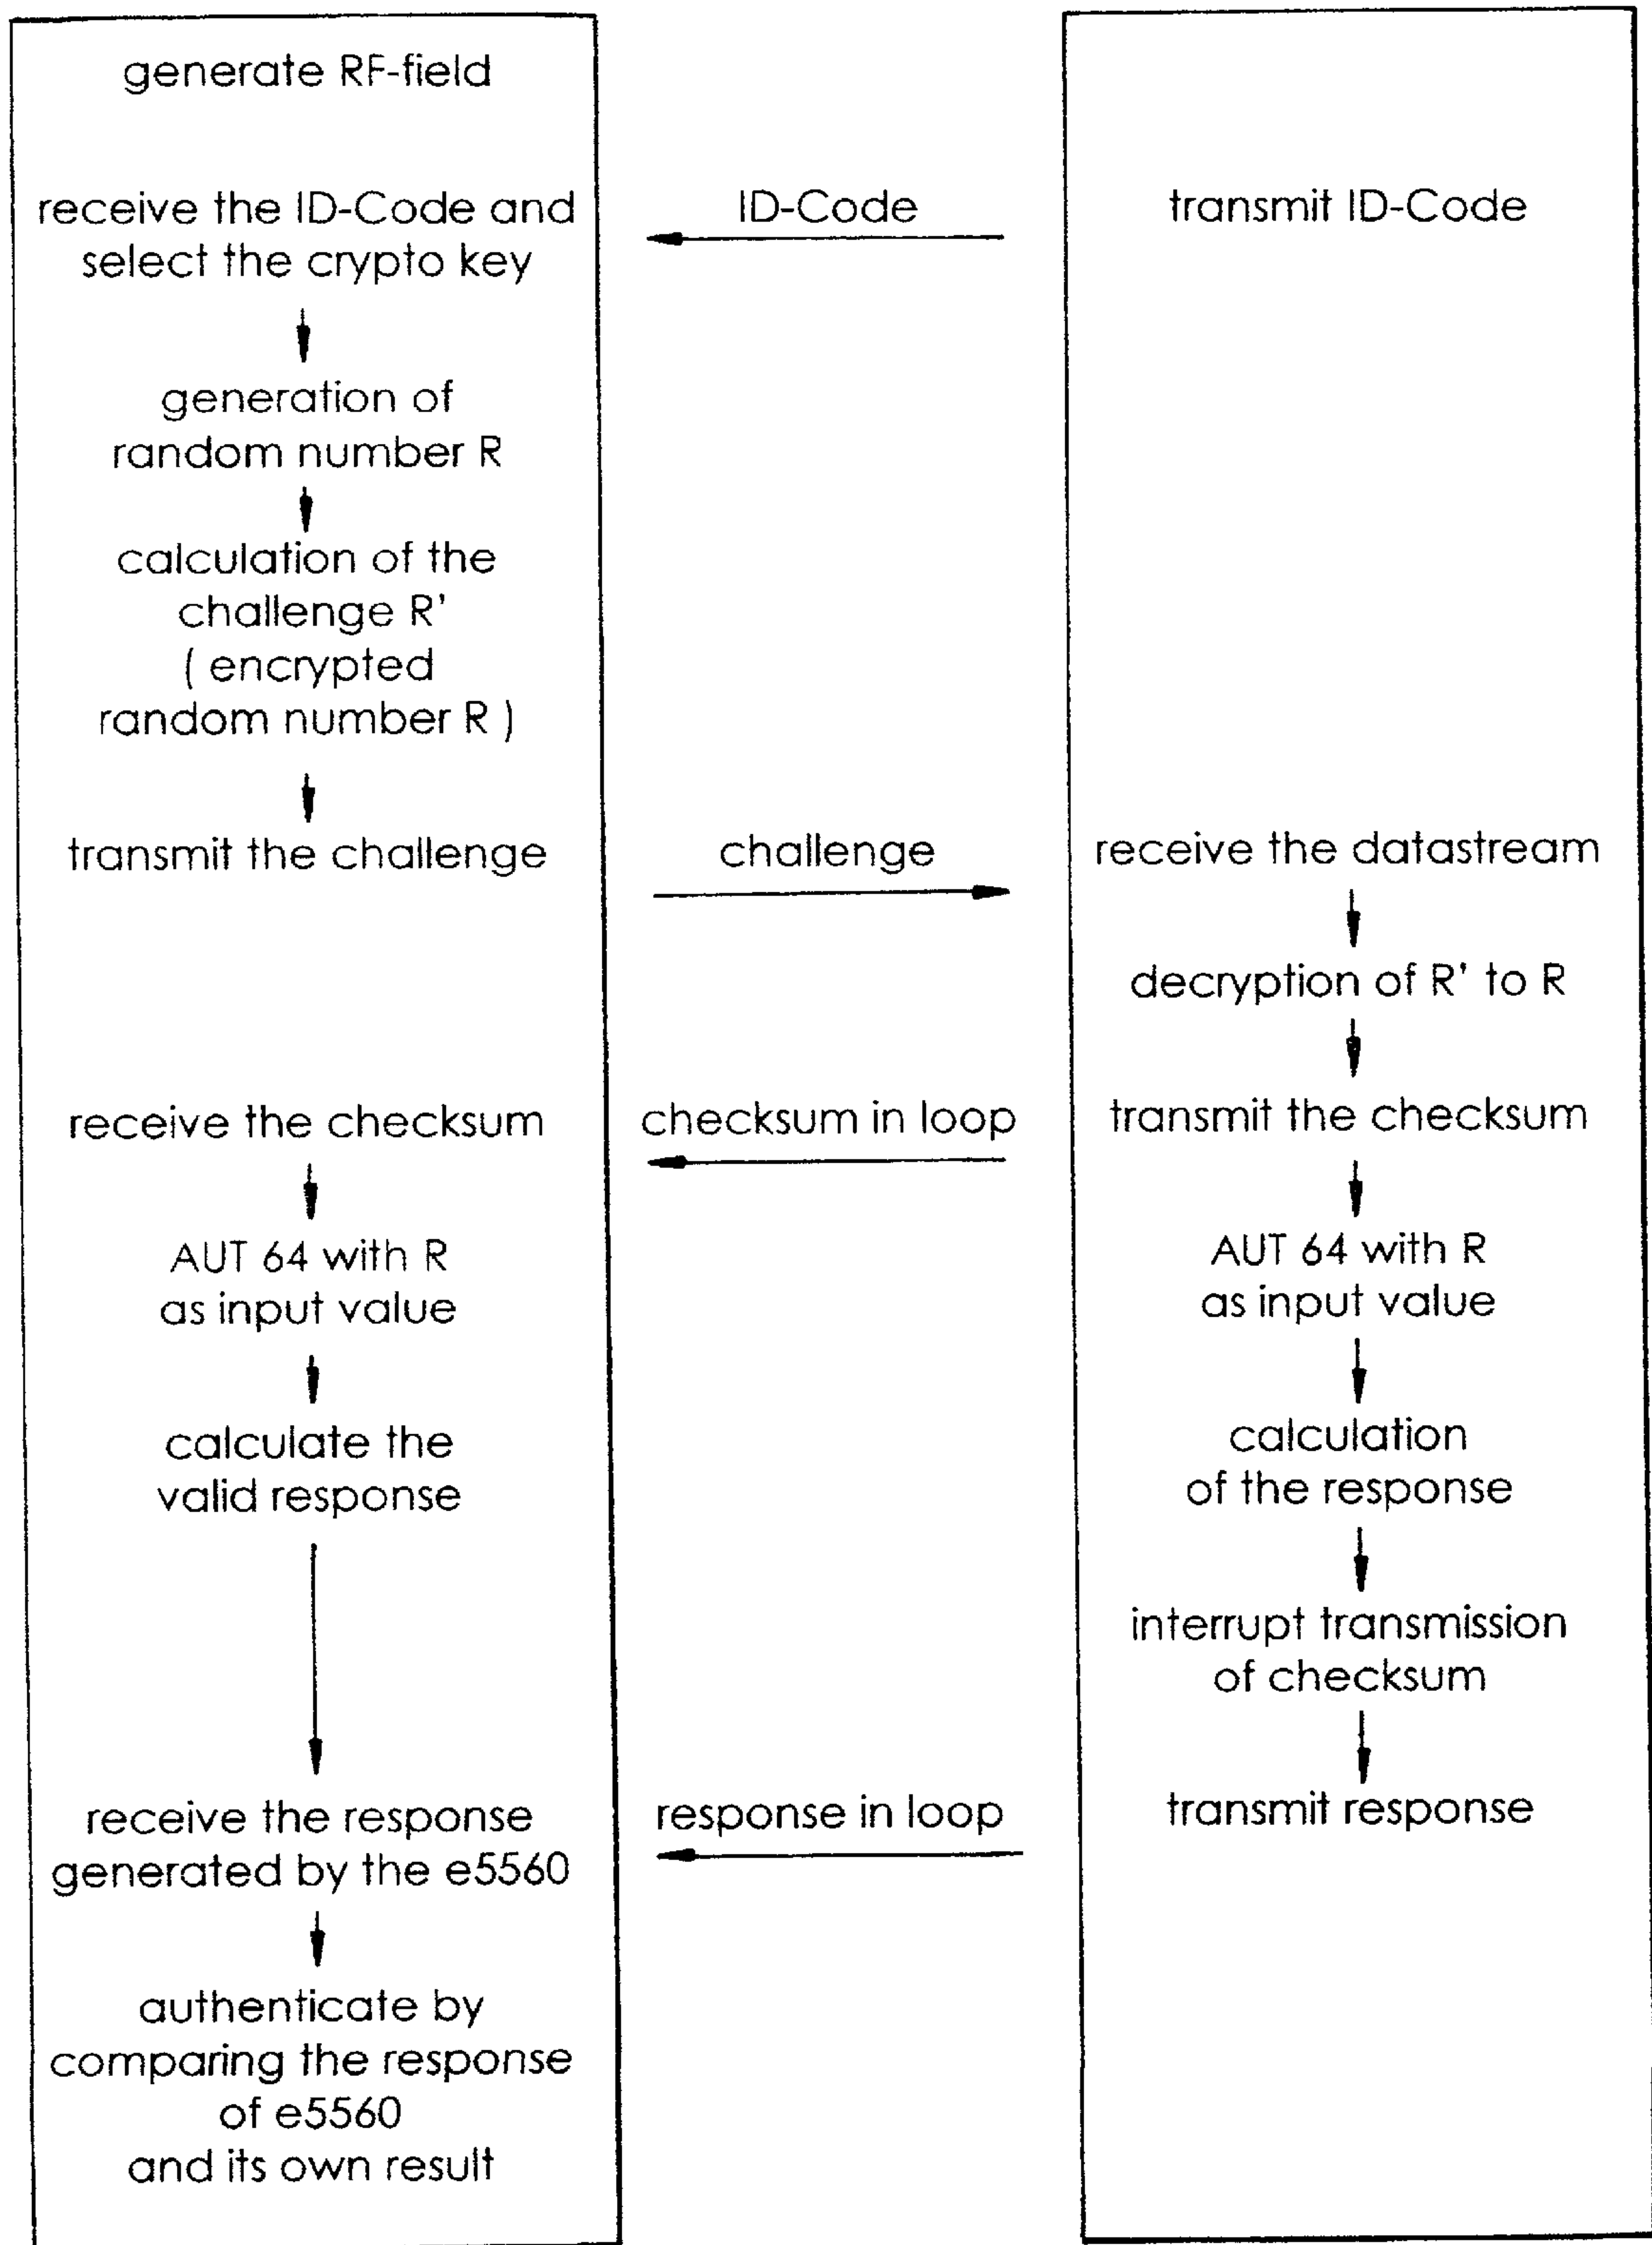 generate RF-field
receive the ID-Code and
select the crypto key
generation of
random number R
calculation of the
challenge R'
( encrypted
random number R )
transmit the challenge
receive the checksum
AUT 64 with R
as input value
calculate the
valid response
receive the response
generated by the e5560
authenticate by
comparing the response
of e5560
and its own result
ID-Code
challenge
checksum in loop
response in loop
transmit ID-Code
receive the datastream
decryption of R' to R
transmit the checksum
AUT 64 with R
as input value
calculation
of the response
interrupt transmission
of checksum
transmit response